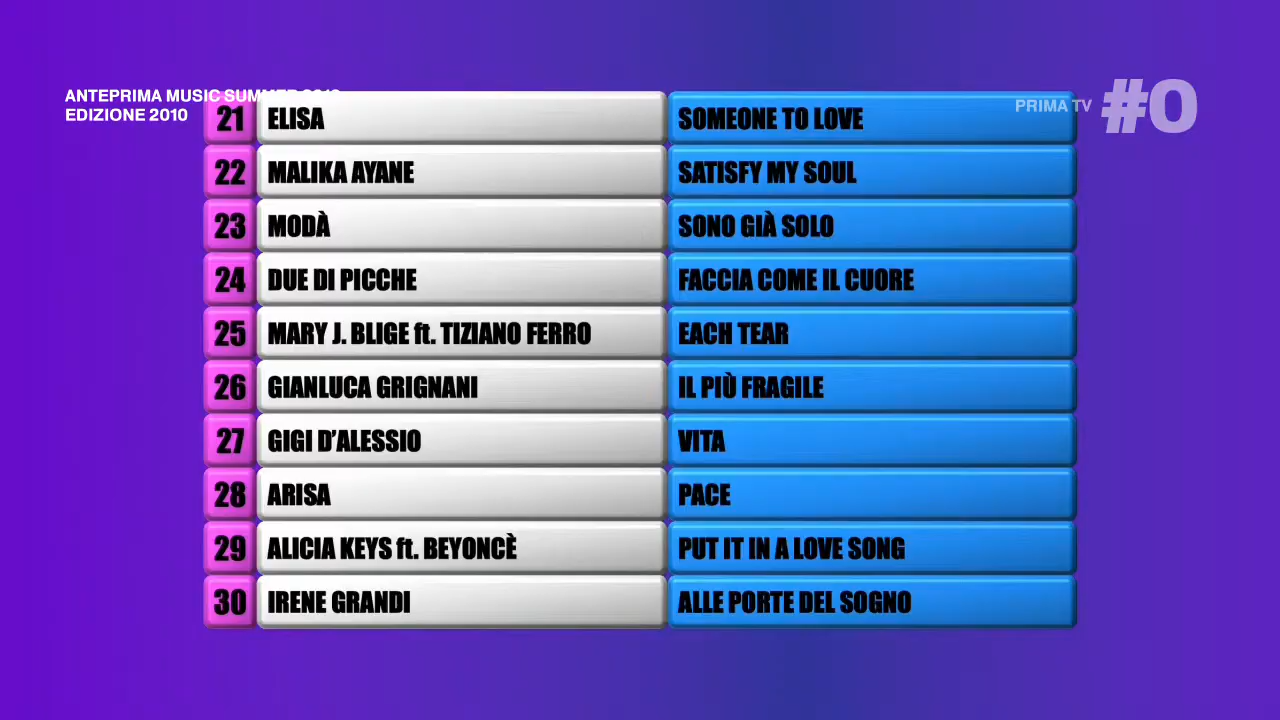 ANTEPRIMA MUSIC SUMMER
EDIZIONE 2010
PRIMA TV #0
21 ELISA SOMEONE TO LOVE
22 MALIKA AYANE SATISFY MY SOUL
23 MODÀ SONO GIÀ SOLO
24 DUE DI PICCHE FACCIA COME IL CUORE
25 MARY J. BLIGE ft. TIZIANO FERRO EACH TEAR
26 GIANLUCA GRIGNANI IL PIÙ FRAGILE
27 GIGI D'ALESSIO VITA
28 ARISA PACE
29 ALICIA KEYS ft. BEYONCÈ PUT IT IN A LOVE SONG
30 IRENE GRANDI ALLE PORTE DEL SOGNO